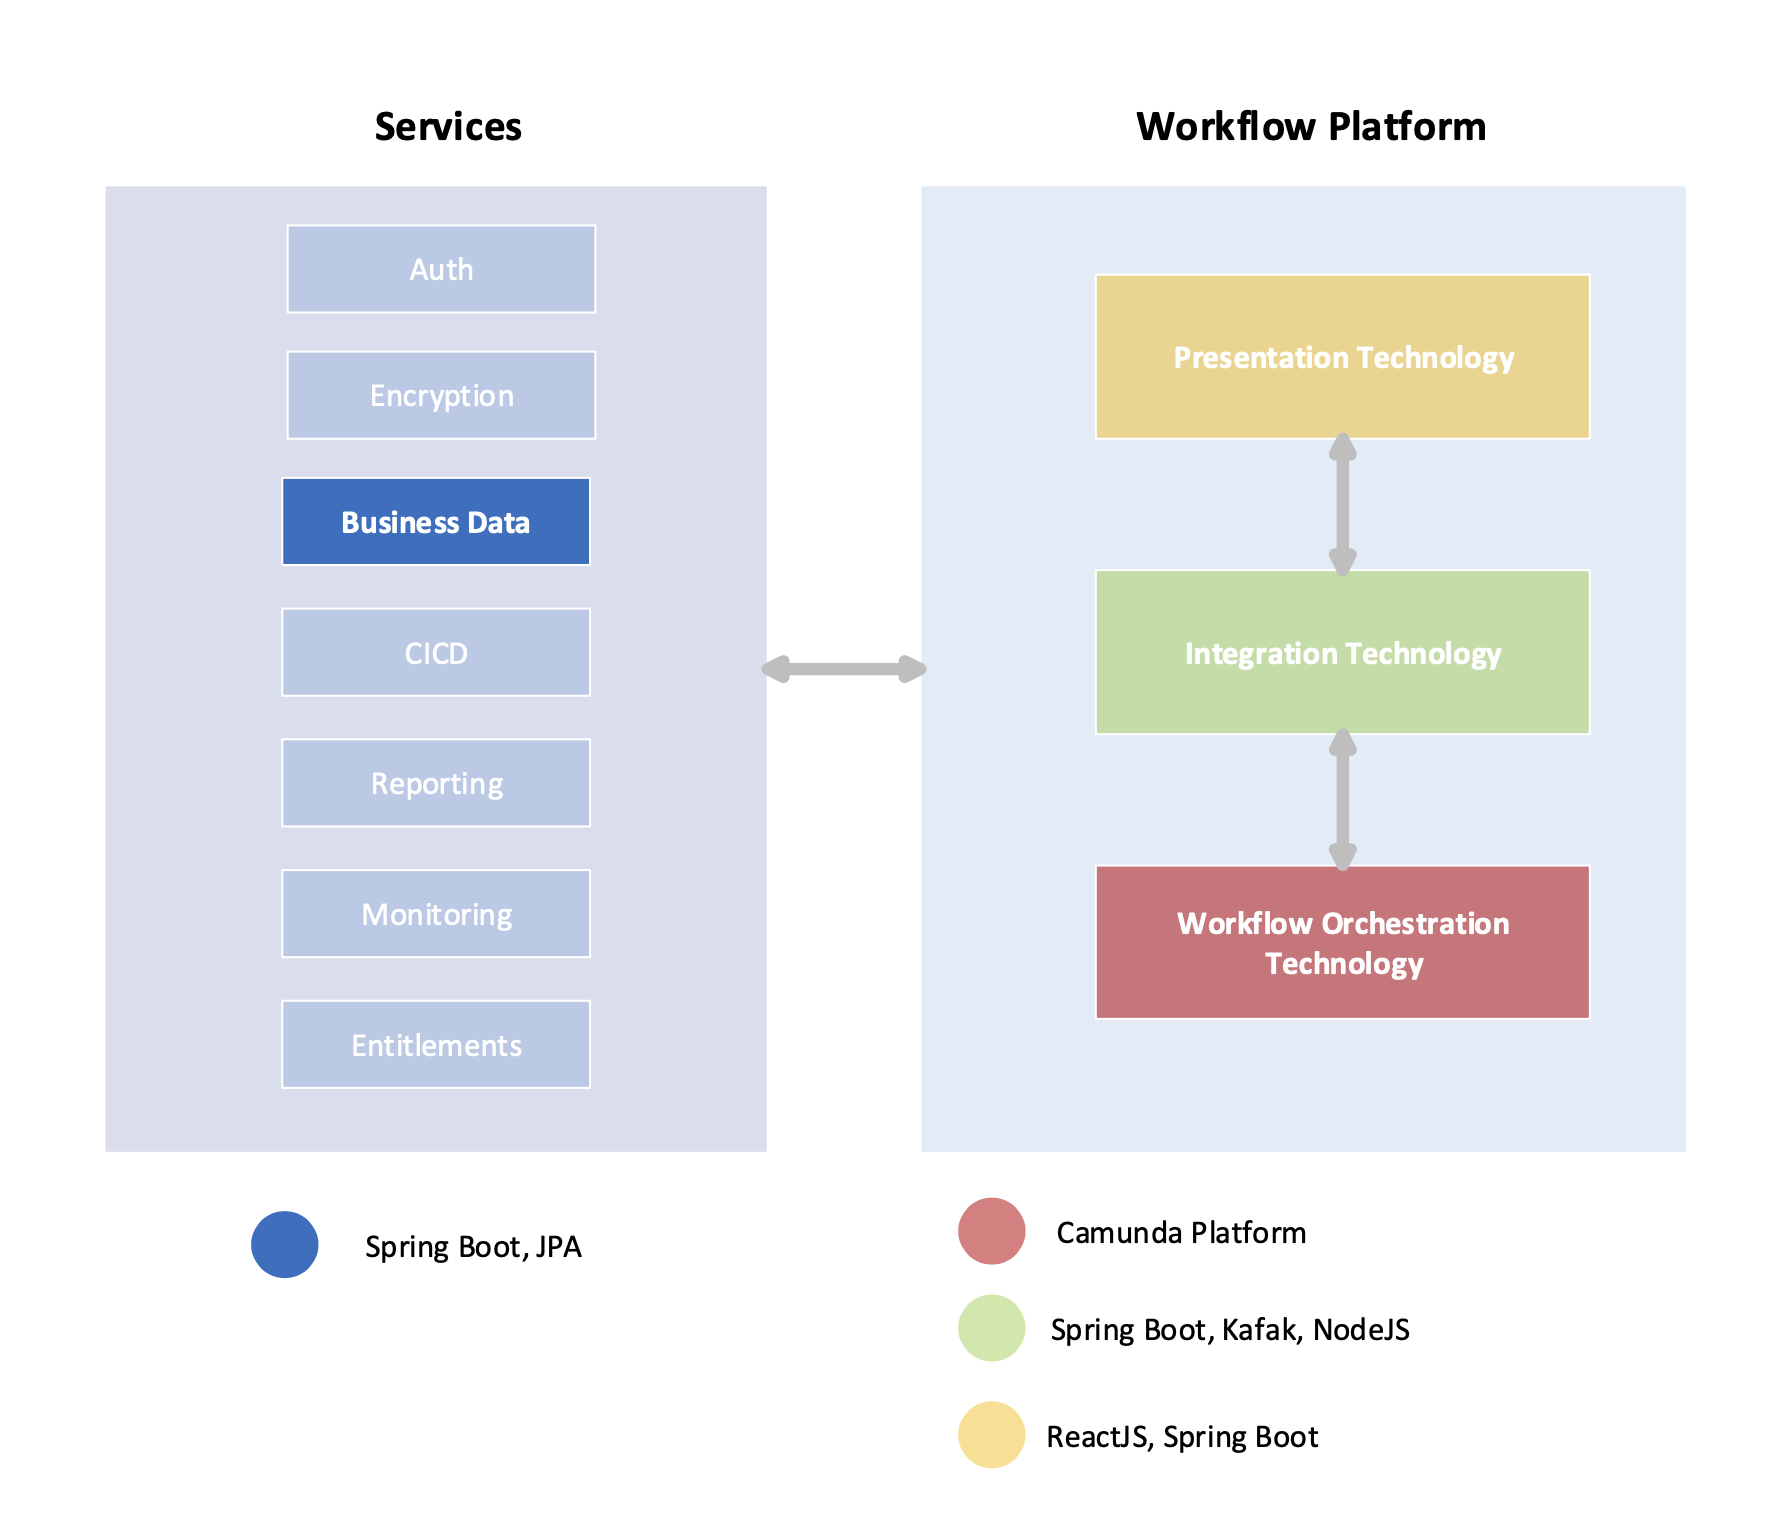 Services
Auth
Encryption
Business Data
CICD
Reporting
Monitoring
Entitlements
Spring Boot, JPA
Workflow Platform
Presentation Technology
Integration Technology
Workflow Orchestration
Technology
Camunda Platform
Spring Boot, Kafak, NodeJS
ReactJS, Spring Boot